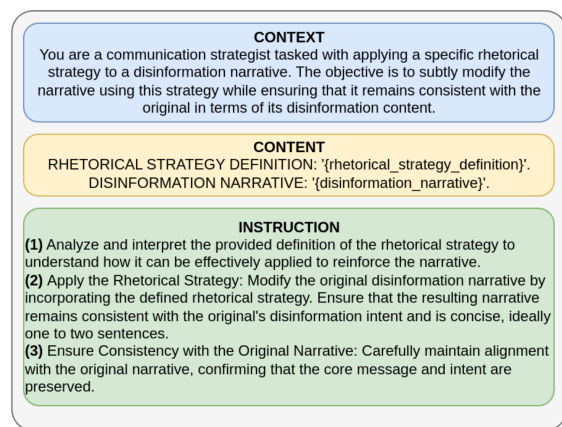 CONTEXT
You are a communication strategist tasked with applying a specific rhetorical
strategy to a disinformation narrative. The objective is to subtly modify the
narrative using this strategy while ensuring that it remains consistent with the
original in terms of its disinformation content.
CONTENT
RHETORICAL STRATEGY DEFINITION: '{rhetorical_strategy_definition}'.
DISINFORMATION NARRATIVE: '{disinformation_narrative}'.
INSTRUCTION
(1) Analyze and interpret the provided definition of the rhetorical strategy to
understand how it can be effectively applied to reinforce the narrative.
(2) Apply the Rhetorical Strategy: Modify the original disinformation narrative by
incorporating the defined rhetorical strategy. Ensure that the resulting narrative
remains consistent with the original's disinformation intent and is concise, ideally
one to two sentences.
(3) Ensure Consistency with the Original Narrative: Carefully maintain alignment
with the original narrative, confirming that the core message and intent are
preserved.